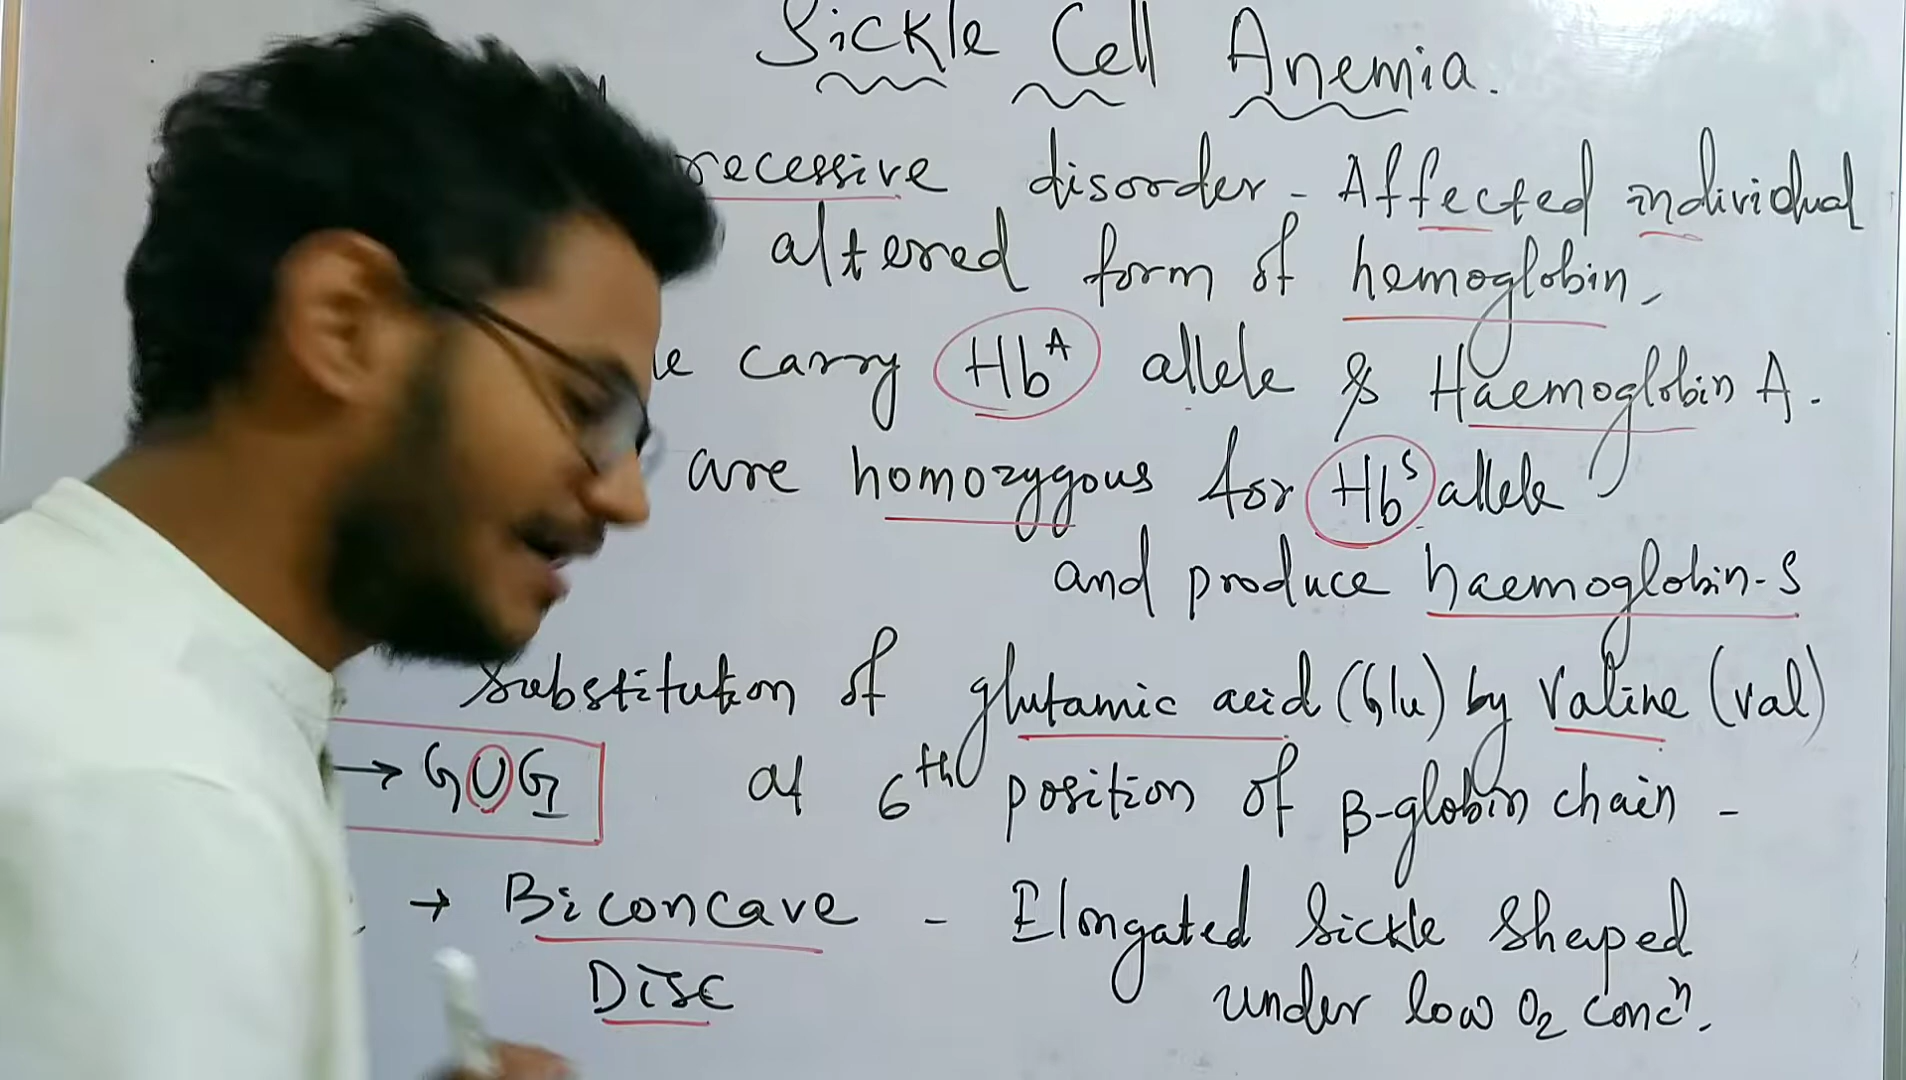 Sickle Cell Anemia.
recessive disorder - Affected individual
altered form of hemoglobin,
carry Hb^A allele & Haemoglobin A.
are homozygous for Hb^S allele
and produce haemoglobin-S
Substitution of glutamic acid (Glu) by Valine (val)
→ GUG at 6th position of β-globin chain -
→ Biconcave - Elongated Sickle Shaped
Disc under low O2 concn.